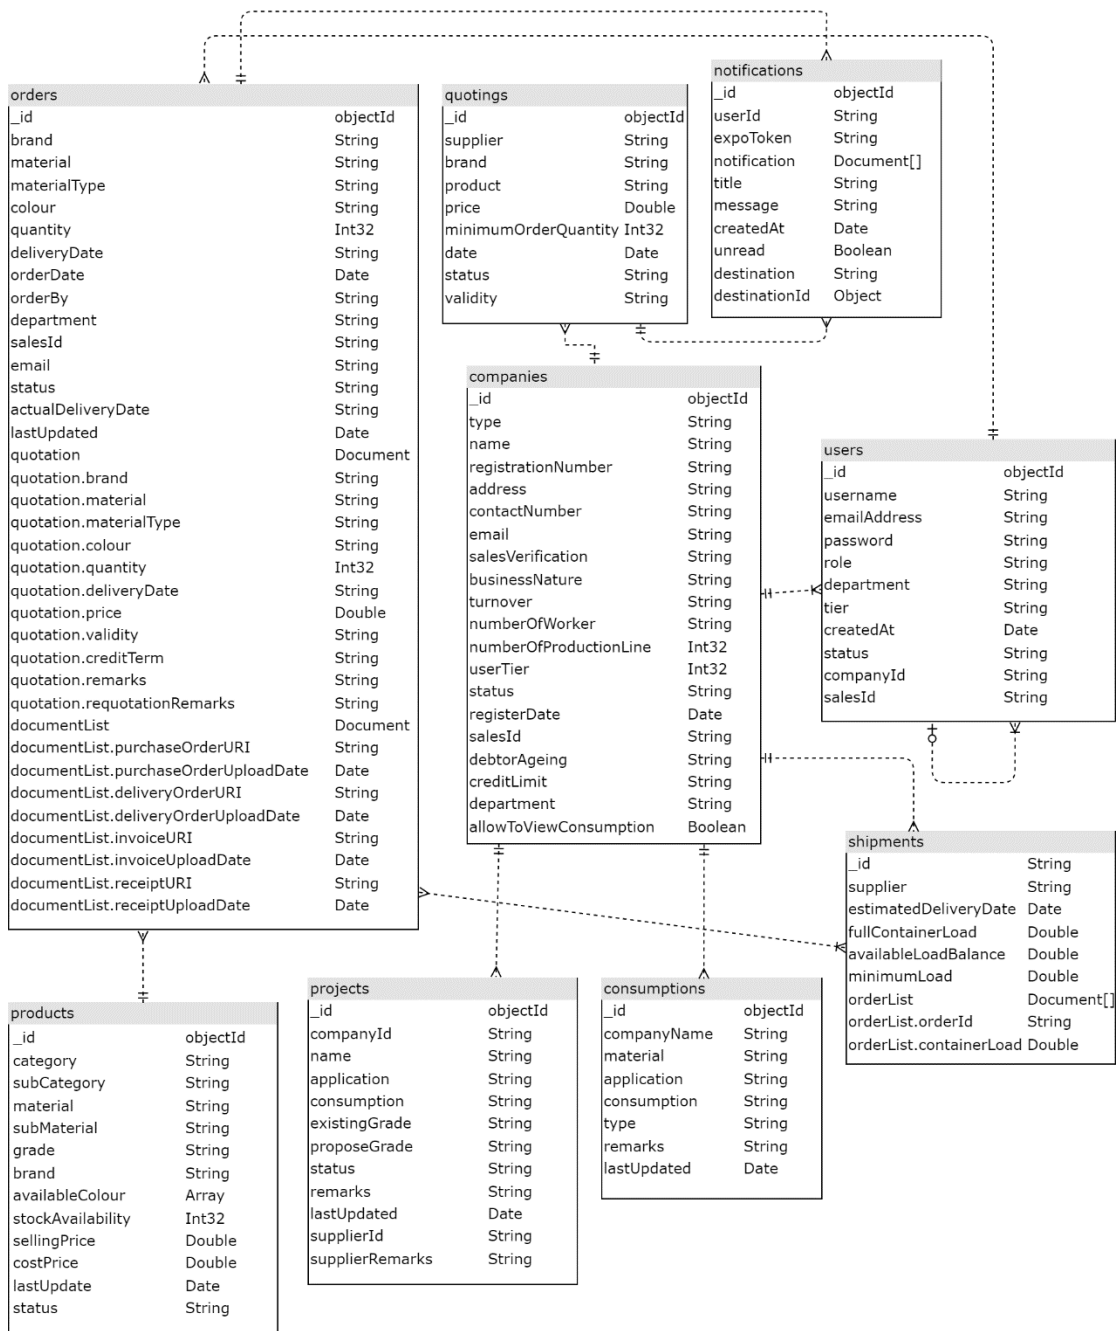 orders
_id objectId
brand String
material String
materialType String
colour String
quantity Int32
deliveryDate String
orderDate Date
orderBy String
department String
salesId String
email String
status String
actualDeliveryDate String
lastUpdated Date
quotation Document
quotation.brand String
quotation.material String
quotation.materialType String
quotation.colour String
quotation.quantity Int32
quotation.deliveryDate String
quotation.price Double
quotation.validity String
quotation.creditTerm String
quotation.remarks String
quotation.requotationRemarks String
documentList Document
documentList.purchaseOrderURI String
documentList.purchaseOrderUploadDate Date
documentList.deliveryOrderURI String
documentList.deliveryOrderUploadDate Date
documentList.invoiceURI String
documentList.invoiceUploadDate Date
documentList.receiptURI String
documentList.receiptUploadDate Date
quotings
_id objectId
supplier String
brand String
product String
price Double
minimumOrderQuantity Int32
date Date
status String
validity String
notifications
_id objectId
userId String
expoToken String
notification Document[]
title String
message String
createdAt Date
unread Boolean
destination String
destinationId Object
companies
_id objectId
type String
name String
registrationNumber String
address String
contactNumber String
email String
salesVerification String
businessNature String
turnover String
numberOfWorker String
numberOfProductionLine Int32
userTier Int32
status String
registerDate Date
salesId String
debtorAgeing String
creditLimit String
department String
allowToViewConsumption Boolean
users
_id objectId
username String
emailAddress String
password String
role String
department String
tier String
createdAt Date
status String
companyId String
salesId String
shipments
_id String
supplier String
estimatedDeliveryDate Date
fullContainerLoad Double
availableLoadBalance Double
minimumLoad Double
orderList Document[]
orderList.orderId String
orderList.containerLoad Double
products
_id objectId
category String
subCategory String
material String
subMaterial String
grade String
brand String
availableColour Array
stockAvailability Int32
sellingPrice Double
costPrice Double
lastUpdate Date
status String
projects
_id objectId
companyId String
name String
application String
consumption String
existingGrade String
proposeGrade String
status String
remarks String
lastUpdated Date
supplierId String
supplierRemarks String
consumptions
_id objectId
companyName String
material String
application String
consumption String
type String
remarks String
lastUpdated Date